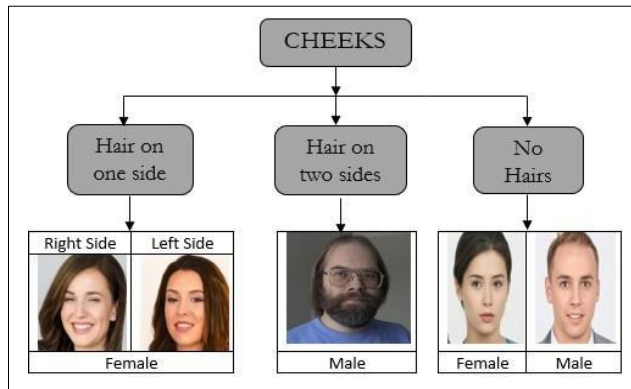 CHEEKS
Hair on
one side
Hair on
two sides
No
Hairs
Right Side
Left Side
Female
Male
Female
Male